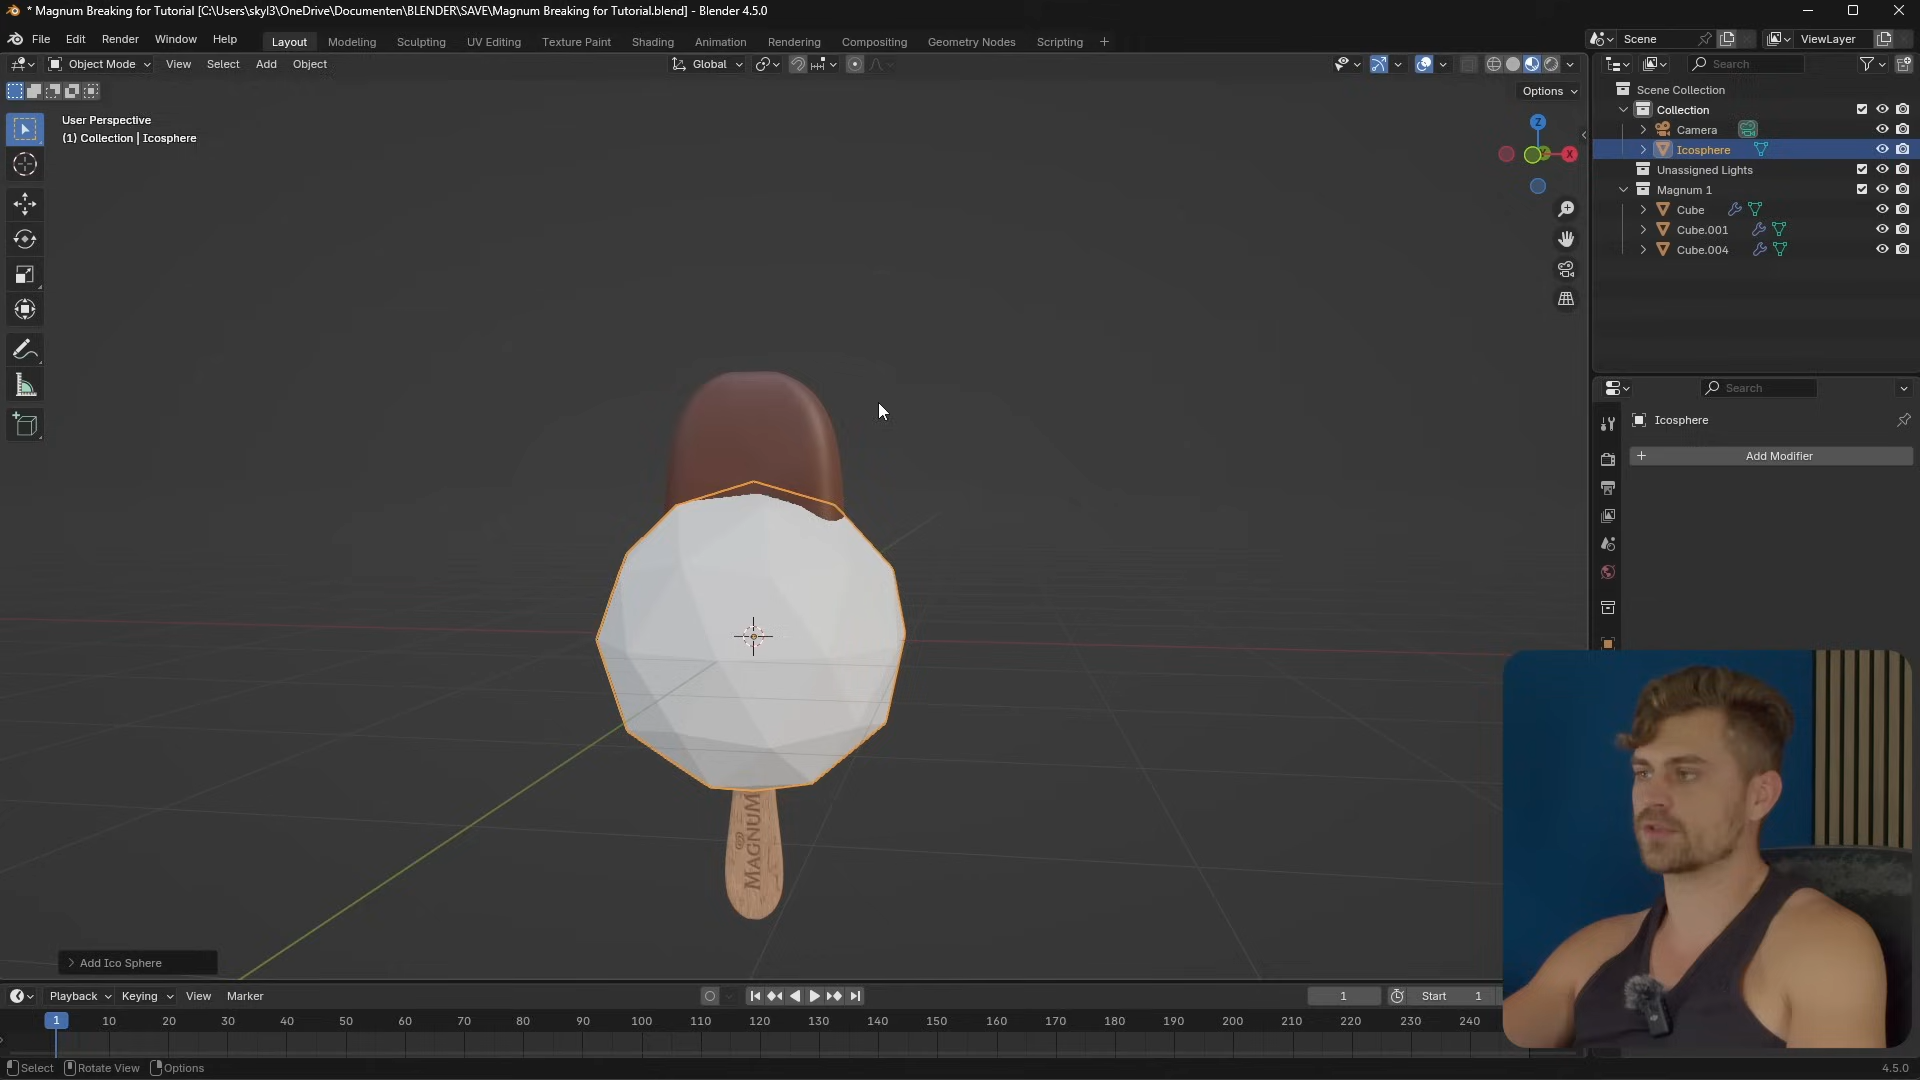 * Magnum Breaking for Tutorial [C:\Users\skyl3\OneDrive\Documenten\BLENDER\SAVE\Magnum Breaking for Tutorial.blend] - Blender 4.5.0
File Edit Render Window Help
Layout Modeling Sculpting UV Editing Texture Paint Shading Animation Rendering Compositing Geometry Nodes Scripting +
Scene
ViewLayer
Object Mode View Select Add Object
Global
Search
Options
User Perspective
(1) Collection | Icosphere
Z
X
Scene Collection
Collection
Camera
Icosphere
Unassigned Lights
Magnum 1
Cube
Cube.001
Cube.004
Search
Icosphere
+ Add Modifier
MAGNUM
> Add Ico Sphere
Playback Keying View Marker
1
Start 1
1 10 20 30 40 50 60 70 80 90 100 110 120 130 140 150 160 170 180 190 200 210 220 230 240
Select Rotate View Options
4.5.0